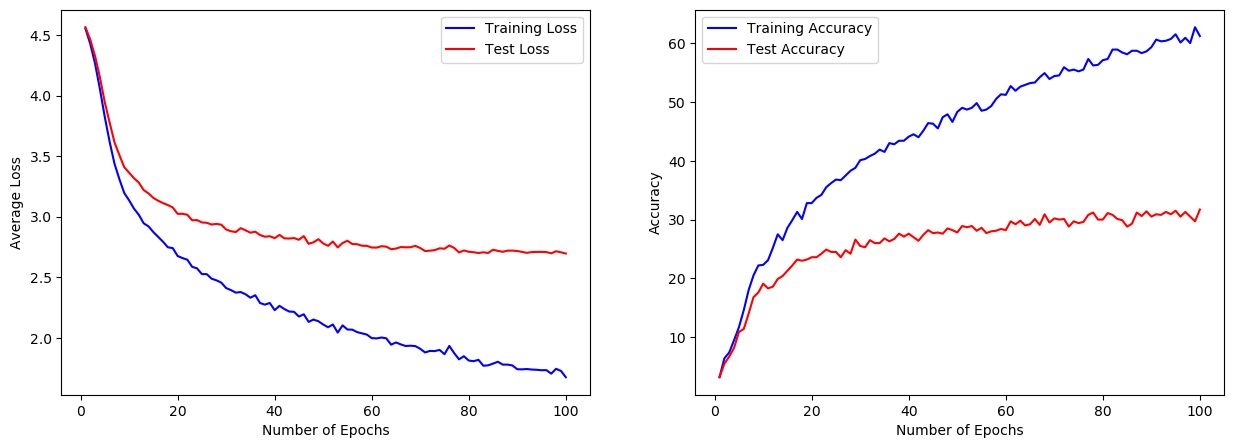 4.5
4.0
3.5
3.0
2.5
2.0
Average Loss
Training Loss
Test Loss
0 20 40 60 80 100
Number of Epochs
60
50
40
30
20
10
Accuracy
Training Accuracy
Test Accuracy
0 20 40 60 80 100
Number of Epochs